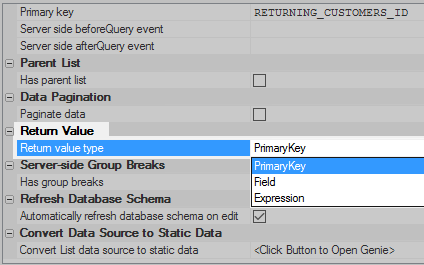 Primary key RETURNING_CUSTOMERS_ID
Server side beforeQuery event
Server side afterQuery event
Parent List
Has parent list
Data Pagination
Paginate data
Return Value
Return value type PrimaryKey
Server-side Group Breaks PrimaryKey
Has group breaks Field
Refresh Database Schema Expression
Automatically refresh database schema on edit
Convert Data Source to Static Data
Convert List data source to static data <Click Button to Open Genie>